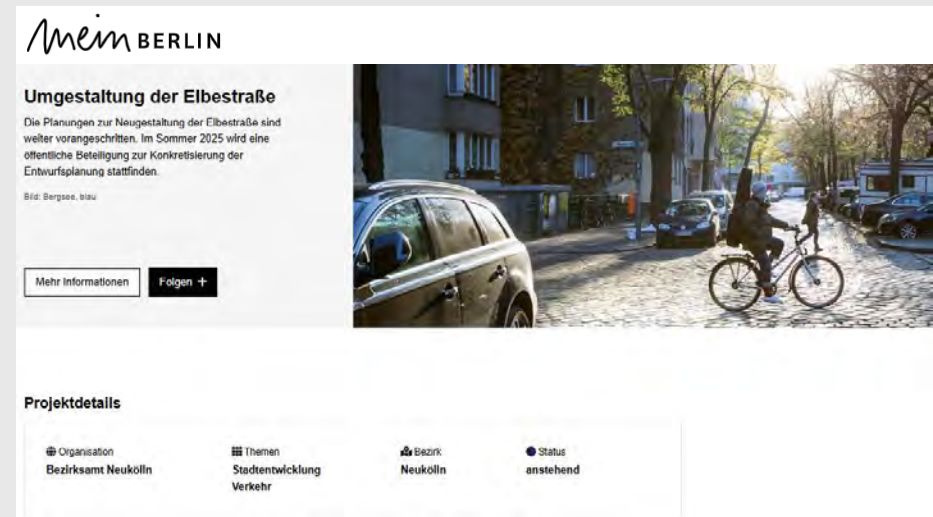 mein BERLIN
Umgestaltung der Elbestraße
Die Planungen zur Neugestaltung der Elbestraße sind
weiter vorangeschritten. Im Sommer 2025 wird eine
öffentliche Beteiligung zur Konkretisierung der
Entwurfsplanung stattfinden.
Bild: Bergsee, blau
Mehr Informationen
Folgen +
Projektdetails
Organisation
Bezirksamt Neukölln
Themen
Stadtentwicklung
Verkehr
Bezirk
Neukölln
Status
anstehend